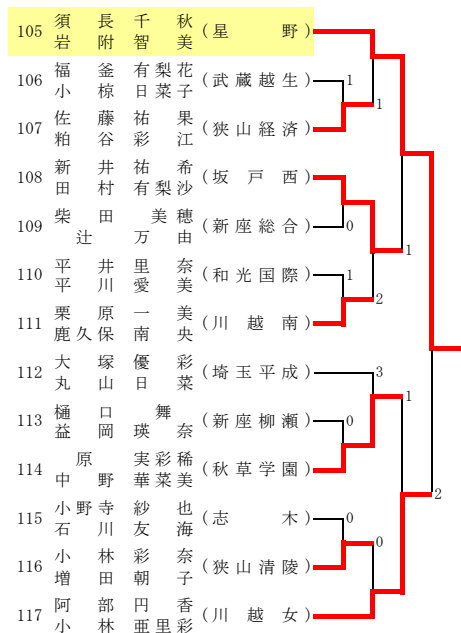 105 須長千秋 (星野)
岩附智美
106 福釜有梨花 (武蔵越生) 1
小椋日菜子
1
107 佐藤祐果 (狭山経済)
粕谷彩江
108 新井祐希 (坂戸西)
田村有梨沙
1
109 柴田美穂 (新座総合) 0
辻万由
110 平井里奈 (和光国際) 1
平川愛美
2
111 栗原一美 (川越南)
鹿久保南央
112 大塚優彩 (埼玉平成) 3
丸山日菜
1
113 樋口舞 (新座柳瀬) 0
益岡瑛奈
114 原実彩稀 (秋草学園)
中野華菜美
2
115 小野寺紗也 (志木) 0
石川友海
0
116 小林彩奈 (狭山清陵)
増田朝子
117 阿部円香 (川越女)
小林亜里彩